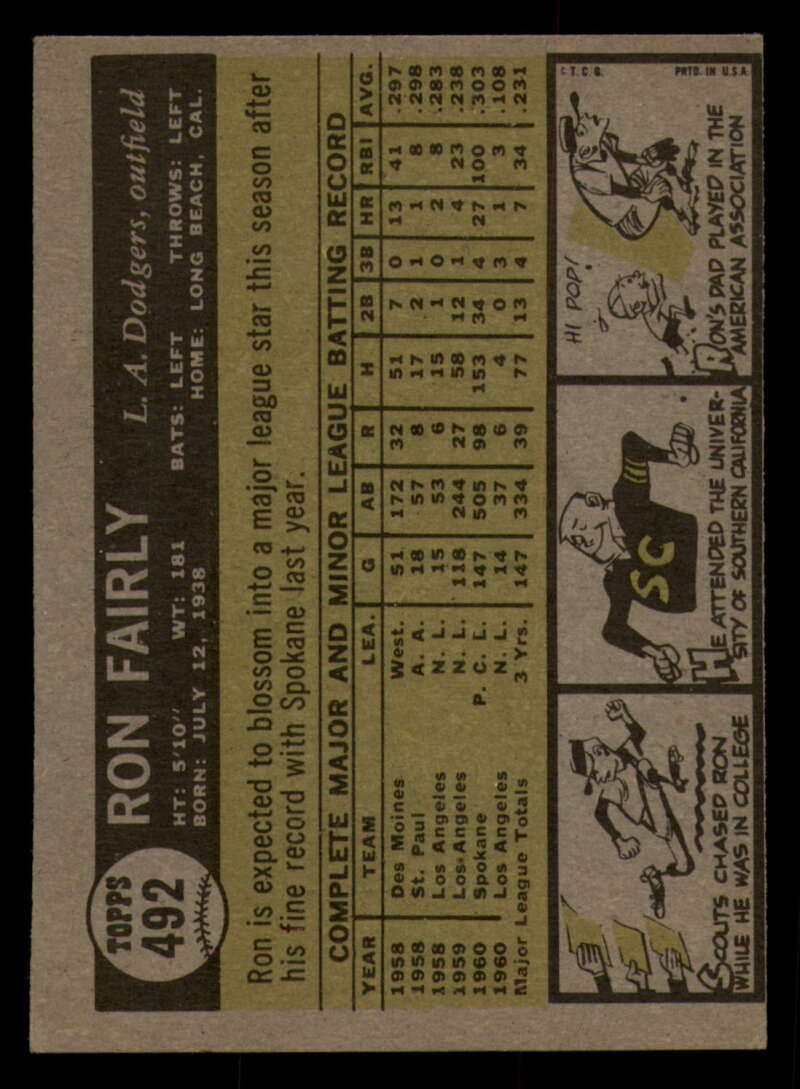 TOPPS
492
RON FAIRLY
L. A. Dodgers, outfield
HT: 5'10" WT: 181 BATS: LEFT THROWS: LEFT
BORN: JULY 12, 1938 HOME: LONG BEACH, CAL.
Ron is expected to blossom into a major league star this season after
his fine record with Spokane last year.
COMPLETE MAJOR AND MINOR LEAGUE BATTING RECORD
YEAR TEAM LEA. G AB R H 2B 3B HR RBI AVG.
1958 Des Moines West. 51 172 32 51 7 0 13 41 .297
1958 St. Paul A. A. 18 57 8 17 2 1 1 8 .298
1958 Los Angeles N. L. 15 53 6 15 1 0 2 8 .283
1959 Los Angeles N. L. 118 244 27 58 12 1 4 23 .238
1960 Spokane P. C. L. 147 505 98 153 34 4 27 100 .303
1960 Los Angeles N. L. 14 37 6 4 0 3 1 3 .108
Major League Totals 3 Yrs. 147 334 39 77 13 4 7 34 .231
SCOUTS CHASED RON
WHILE HE WAS IN COLLEGE
SC
HE ATTENDED THE UNIVER-
SITY OF SOUTHERN CALIFORNIA.
© T. C. G. PRTD. IN U.S.A.
HI POP!
RON'S DAD PLAYED IN THE
AMERICAN ASSOCIATION